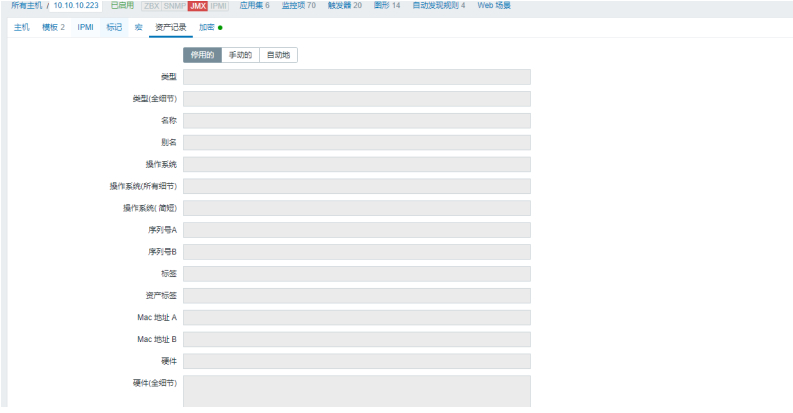 所有主机 / 10.10.10.223 已启用 ZBX SNMP JMX IPMI 应用集 6 监控项 70 触发器 20 图形 14 自动发现规则 4 Web 场景
主机 模板 2 IPMI 标记 宏 资产记录 加密
停用的 手动的 自动地
类型
类型(全细节)
名称
别名
操作系统
操作系统(所有细节)
操作系统( 简短)
序列号A
序列号B
标签
资产标签
Mac 地址 A
Mac 地址 B
硬件
硬件(全细节)